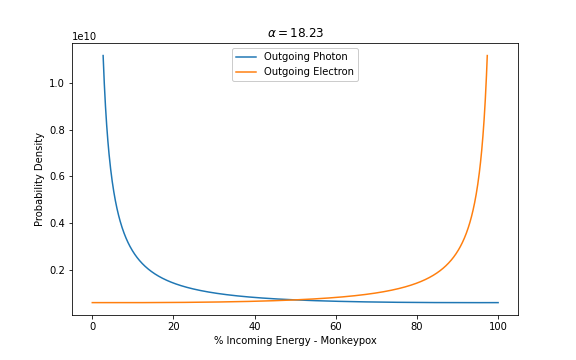 α = 18.23
1e10
Outgoing Photon
Outgoing Electron
1.0
0.8
0.6
0.4
0.2
Probability Density
0 20 40 60 80 100
% Incoming Energy - Monkeypox